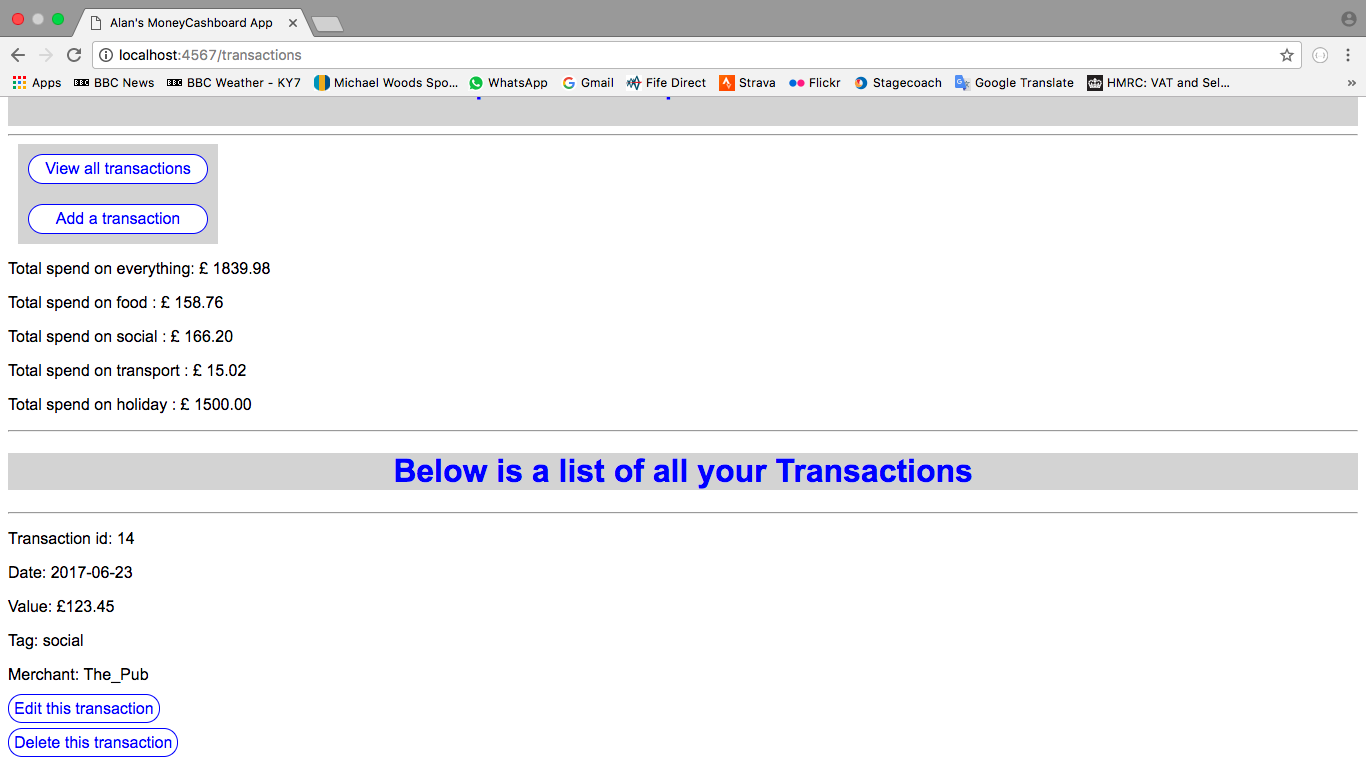 Alan's MoneyCashboard App
localhost:4567/transactions
Apps BBC News BBC Weather - KY7 Michael Woods Spo... WhatsApp Gmail Fife Direct Strava Flickr Stagecoach Google Translate HMRC: VAT and Sel... »
View all transactions
Add a transaction
Total spend on everything: £ 1839.98
Total spend on food : £ 158.76
Total spend on social : £ 166.20
Total spend on transport : £ 15.02
Total spend on holiday : £ 1500.00
Below is a list of all your Transactions
Transaction id: 14
Date: 2017-06-23
Value: £123.45
Tag: social
Merchant: The_Pub
Edit this transaction
Delete this transaction